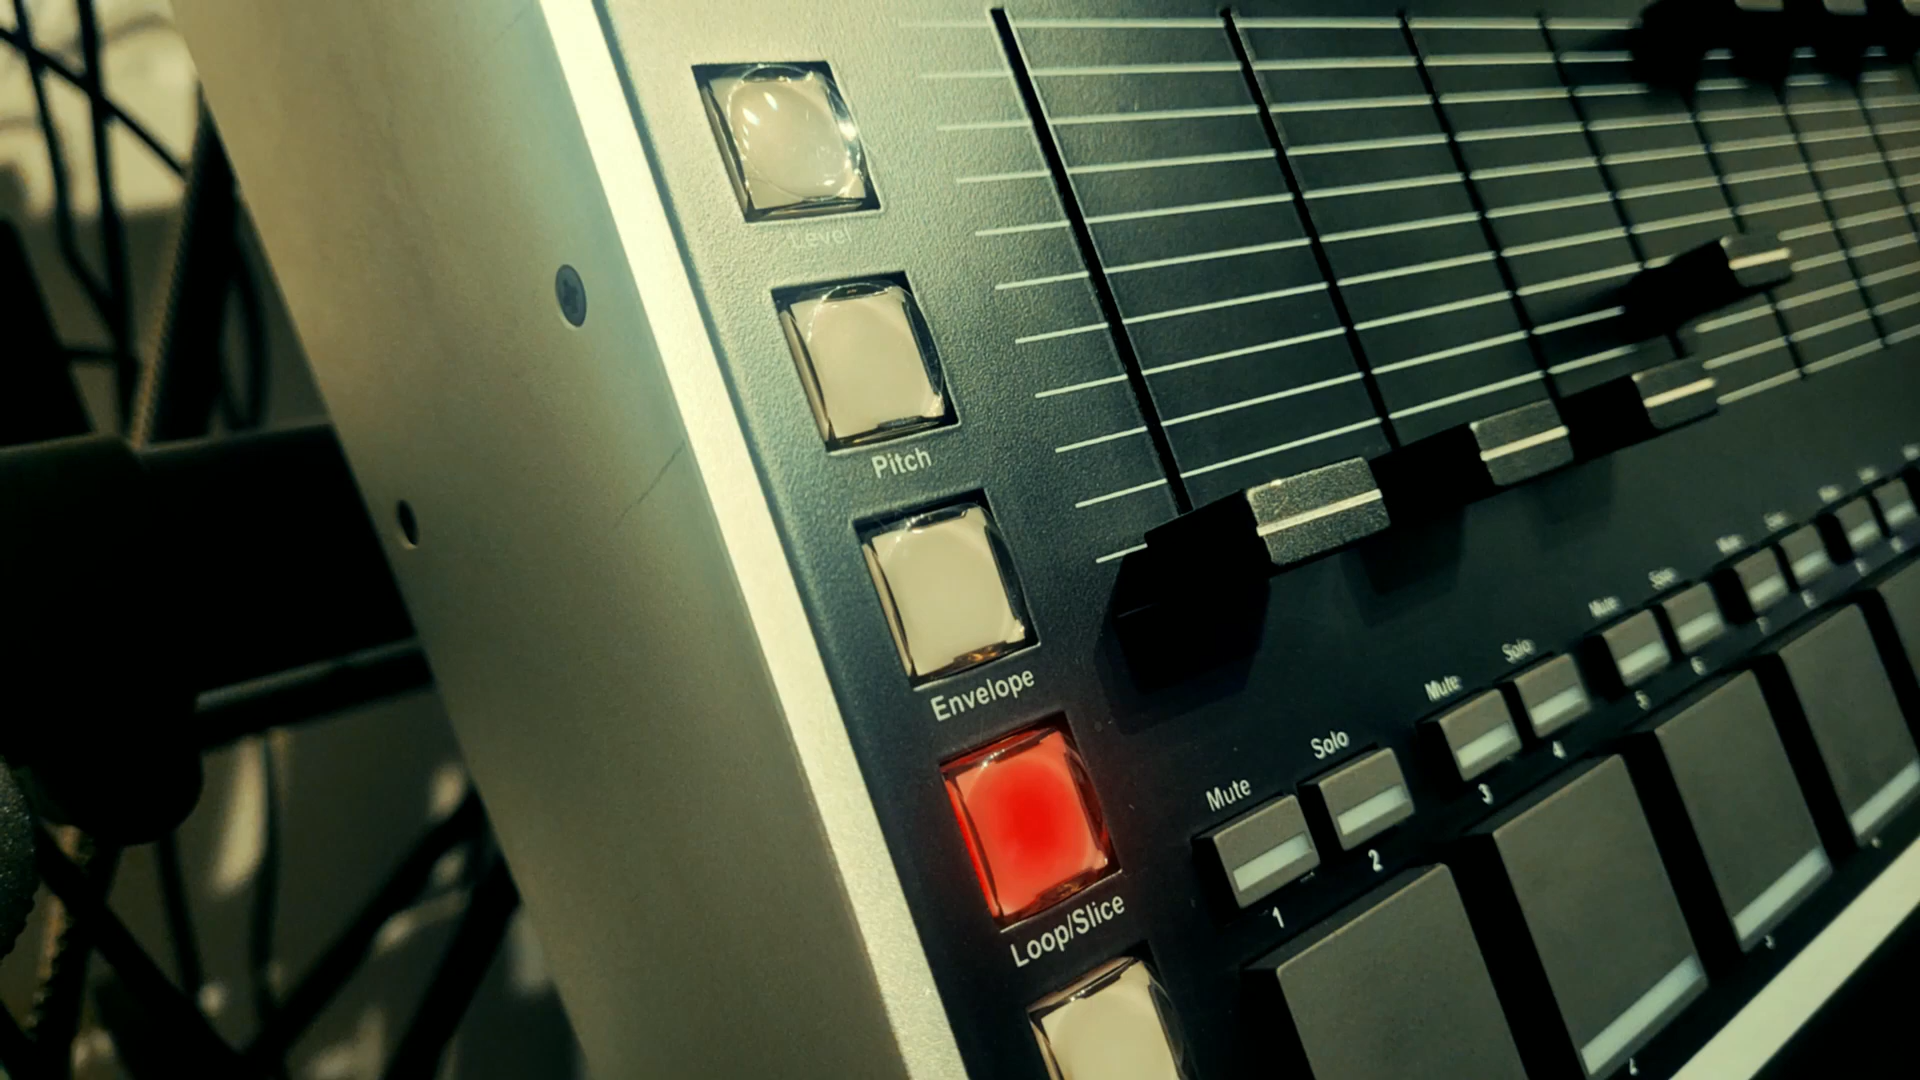 Level
Pitch
Envelope
Loop/Slice
Mute Solo Mute Solo Mute Solo
1 2 3 4 5 6